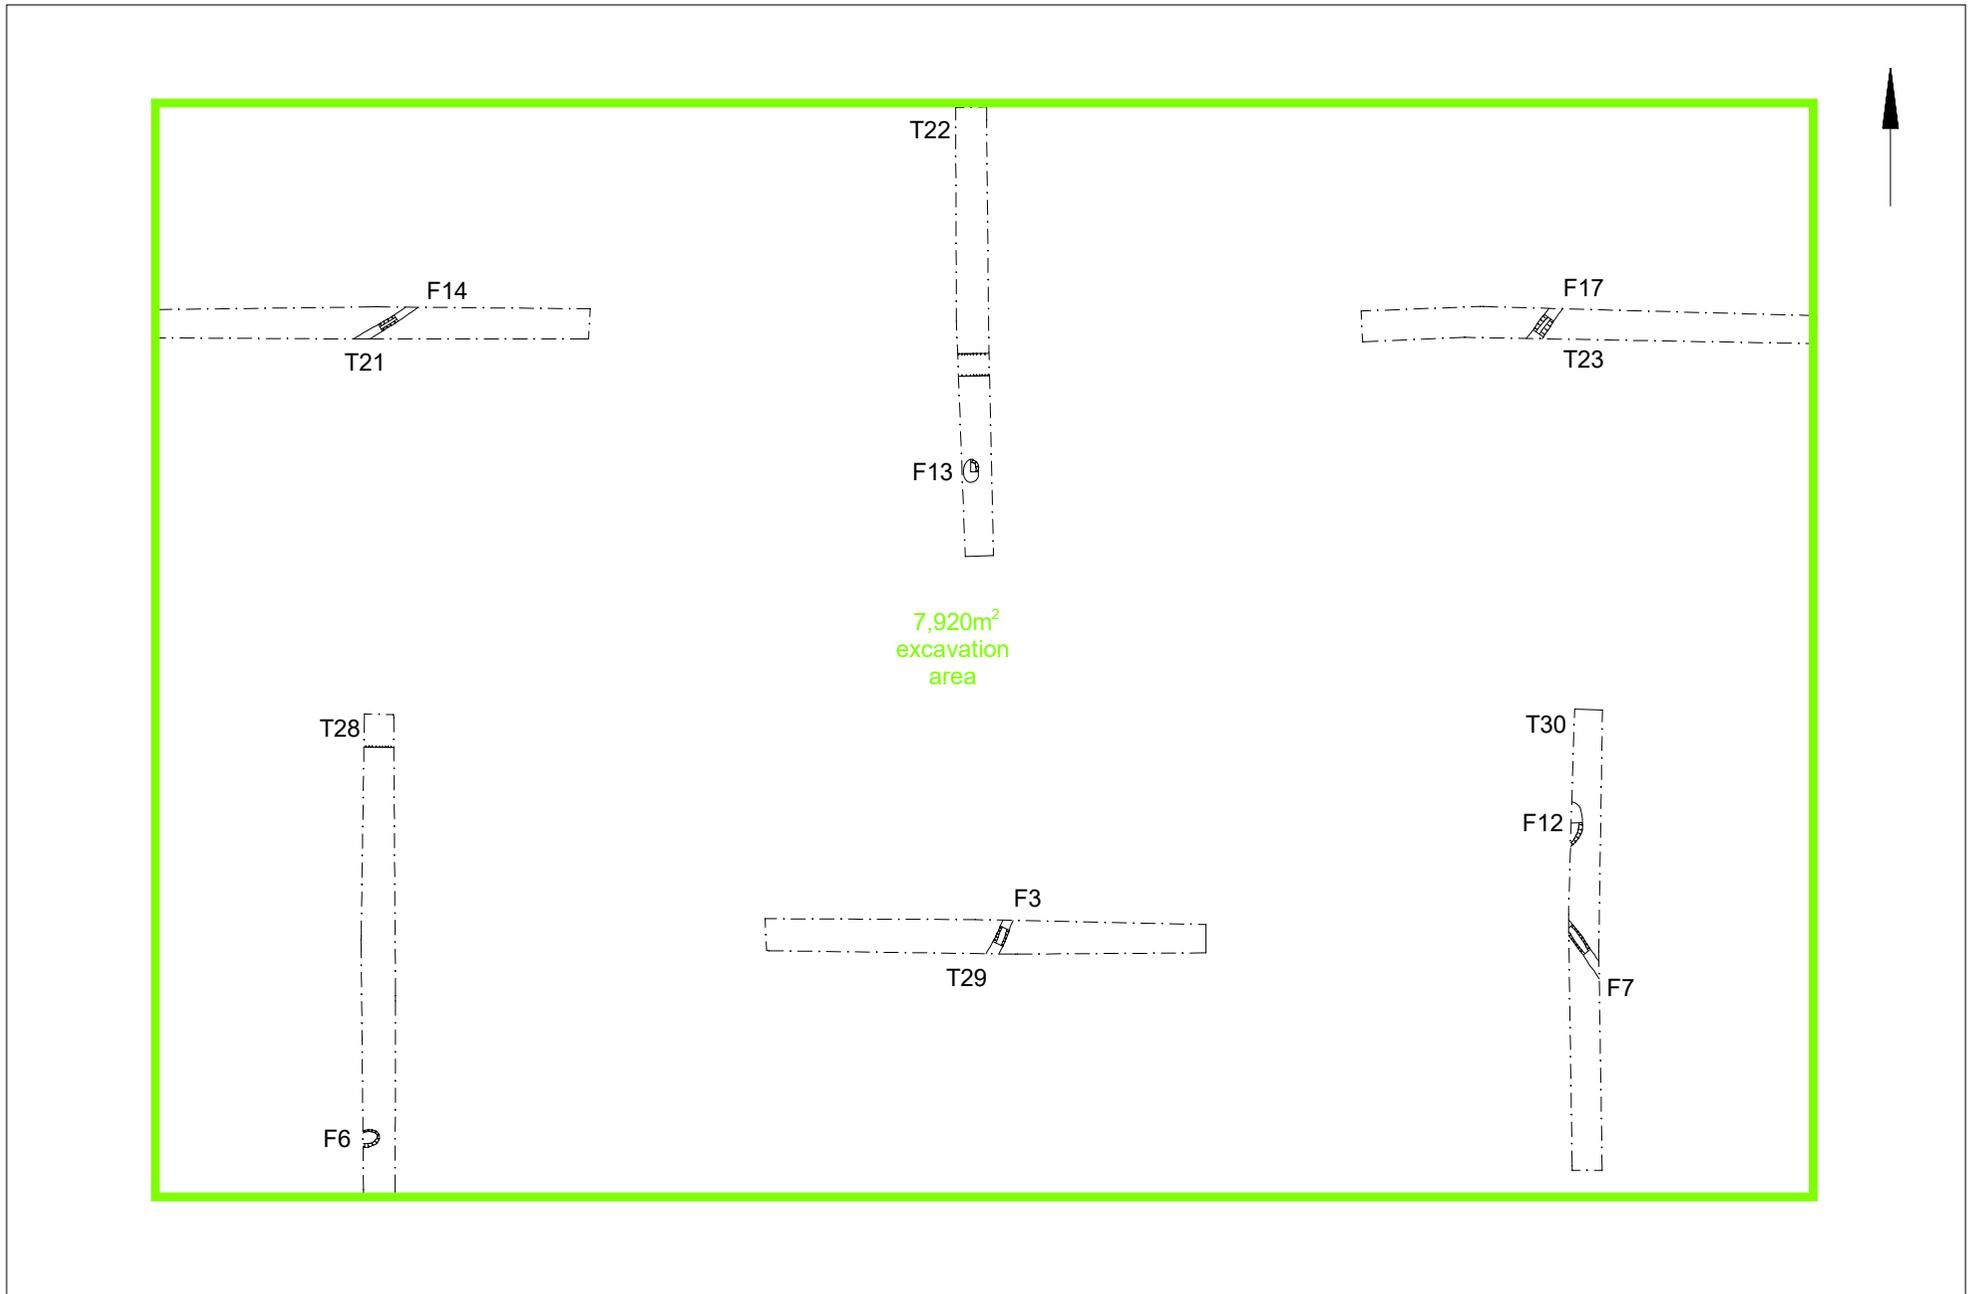 T22
F14
F17
T21
T23
F13
7,920m²
excavation
area
T28
T30
F12
F3
T29
F7
F6